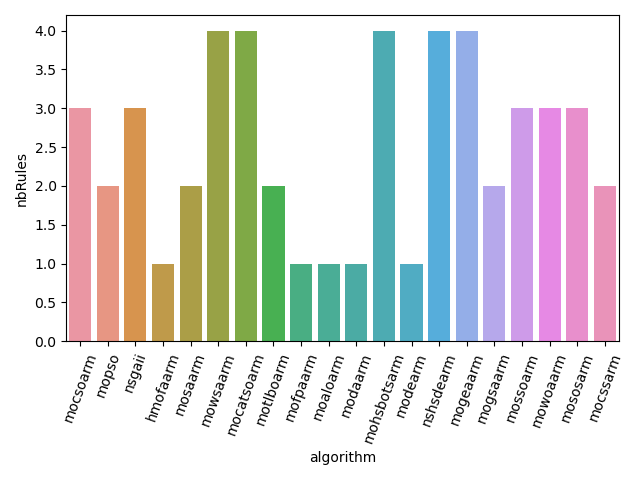 nbRules
4.0
3.5
3.0
2.5
2.0
1.5
1.0
0.5
0.0
mocsoarm
mopso
nsgaii
hmofaarm
mosaarm
mowsaarm
mocatsoarm
motlboarm
mofpaarm
moaloarm
modaarm
mohsbotsarm
modearm
nshsdearm
mogeaarm
mogsaarm
mossoarm
mowoaarm
mososarm
mocssarm
algorithm